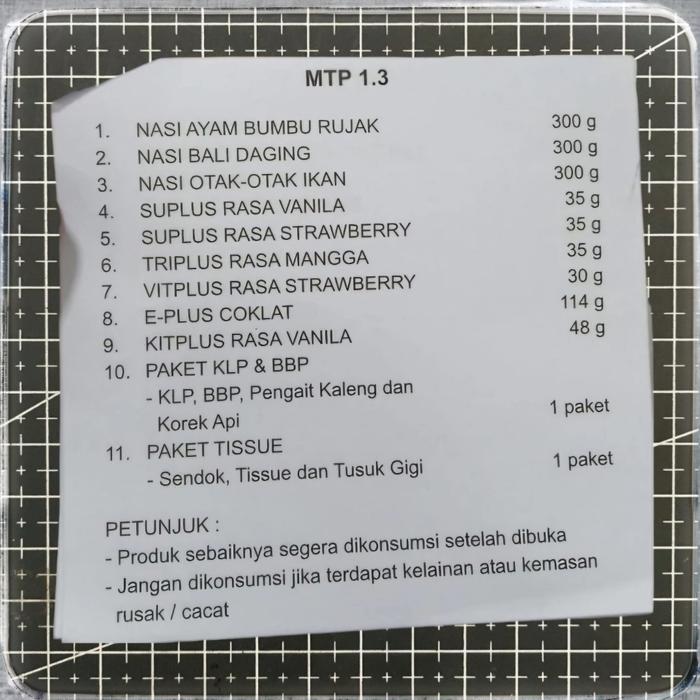 MTP 1.3
1. NASI AYAM BUMBU RUJAK 300 g
2. NASI BALI DAGING 300 g
3. NASI OTAK-OTAK IKAN 300 g
4. SUPLUS RASA VANILA 35 g
5. SUPLUS RASA STRAWBERRY 35 g
6. TRIPLUS RASA MANGGA 35 g
7. VITPLUS RASA STRAWBERRY 30 g
8. E-PLUS COKLAT 114 g
9. KITPLUS RASA VANILA 48 g
10. PAKET KLP & BBP
- KLP, BBP, Pengait Kaleng dan
Korek Api 1 paket
11. PAKET TISSUE
- Sendok, Tissue dan Tusuk Gigi 1 paket
PETUNJUK :
- Produk sebaiknya segera dikonsumsi setelah dibuka
- Jangan dikonsumsi jika terdapat kelainan atau kemasan
rusak / cacat